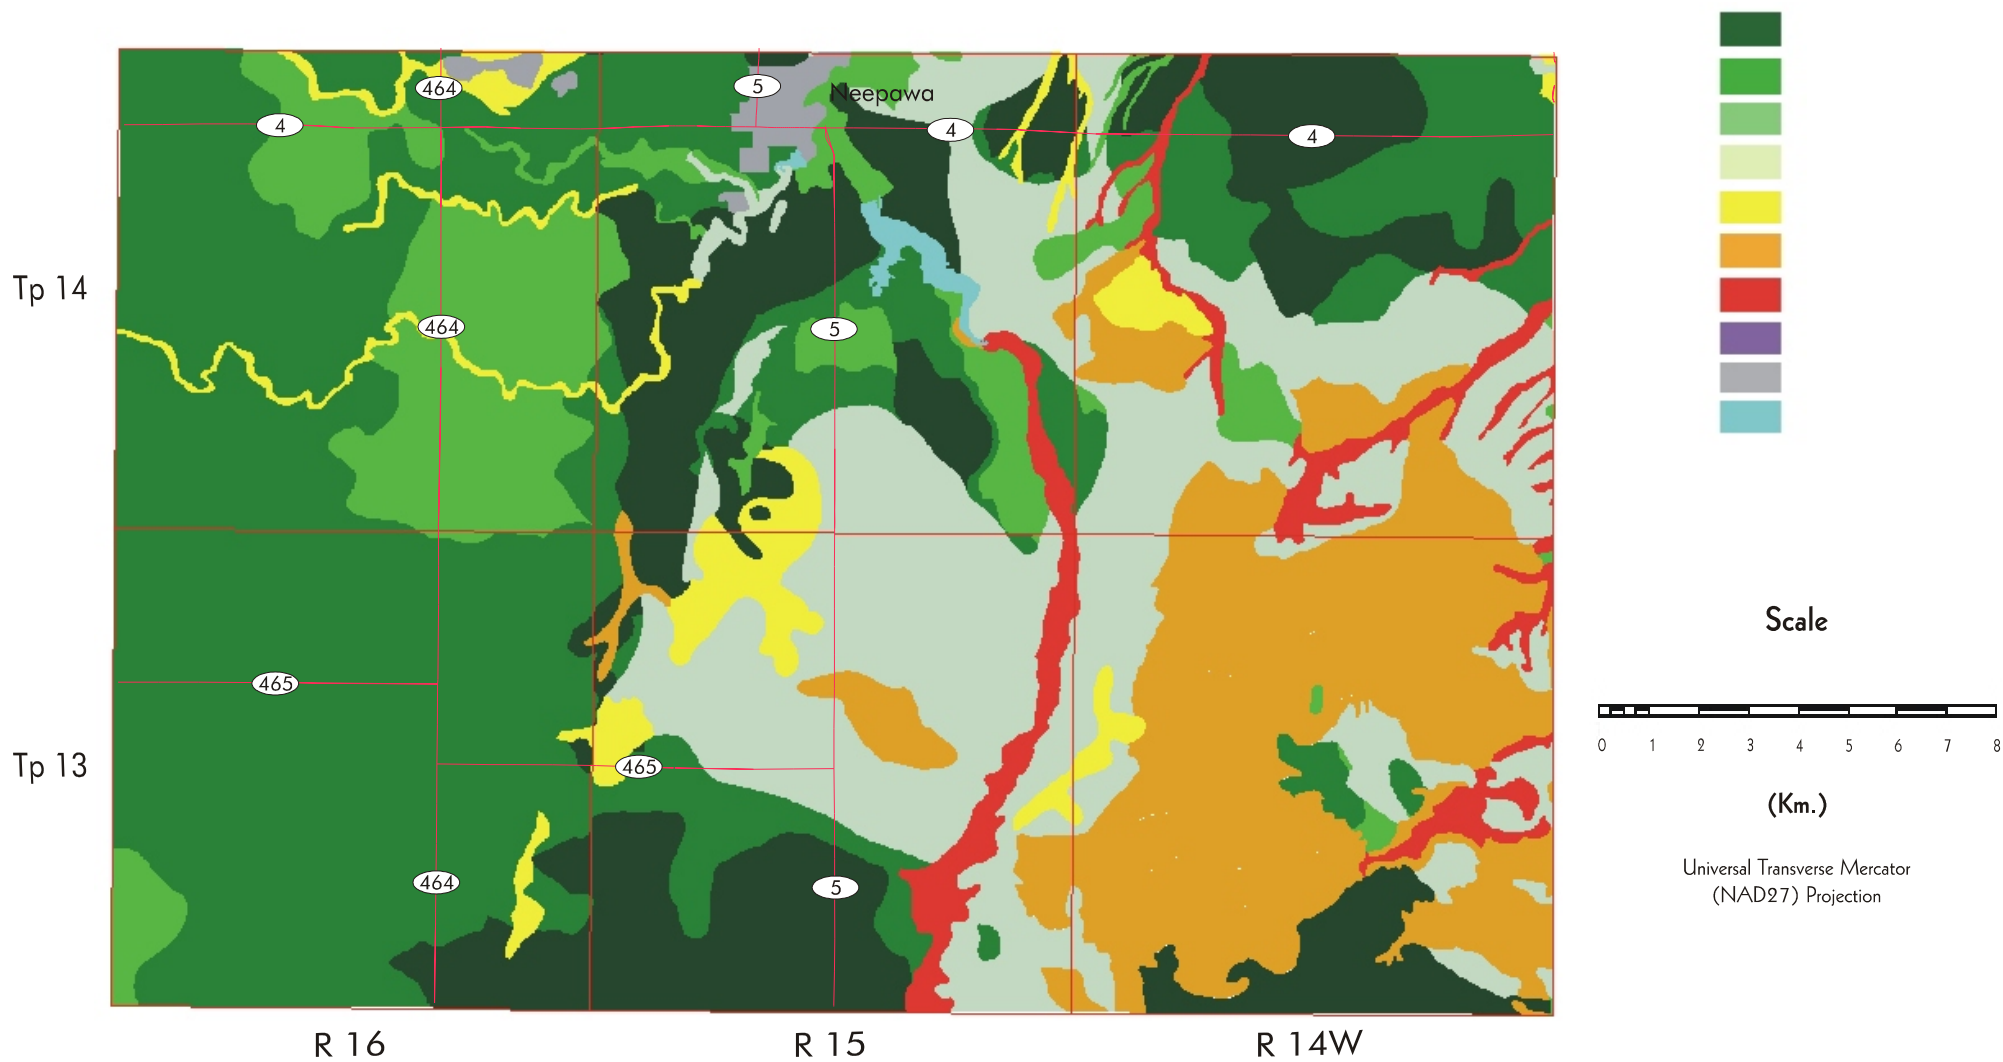 464
5
Neepawa
4
4
4
Tp 14
464
5
Scale
465
0 1 2 3 4 5 6 7 8
Tp 13
465
(Km.)
Universal Transverse Mercator
(NAD27) Projection
464
5
R 16
R 15
R 14W